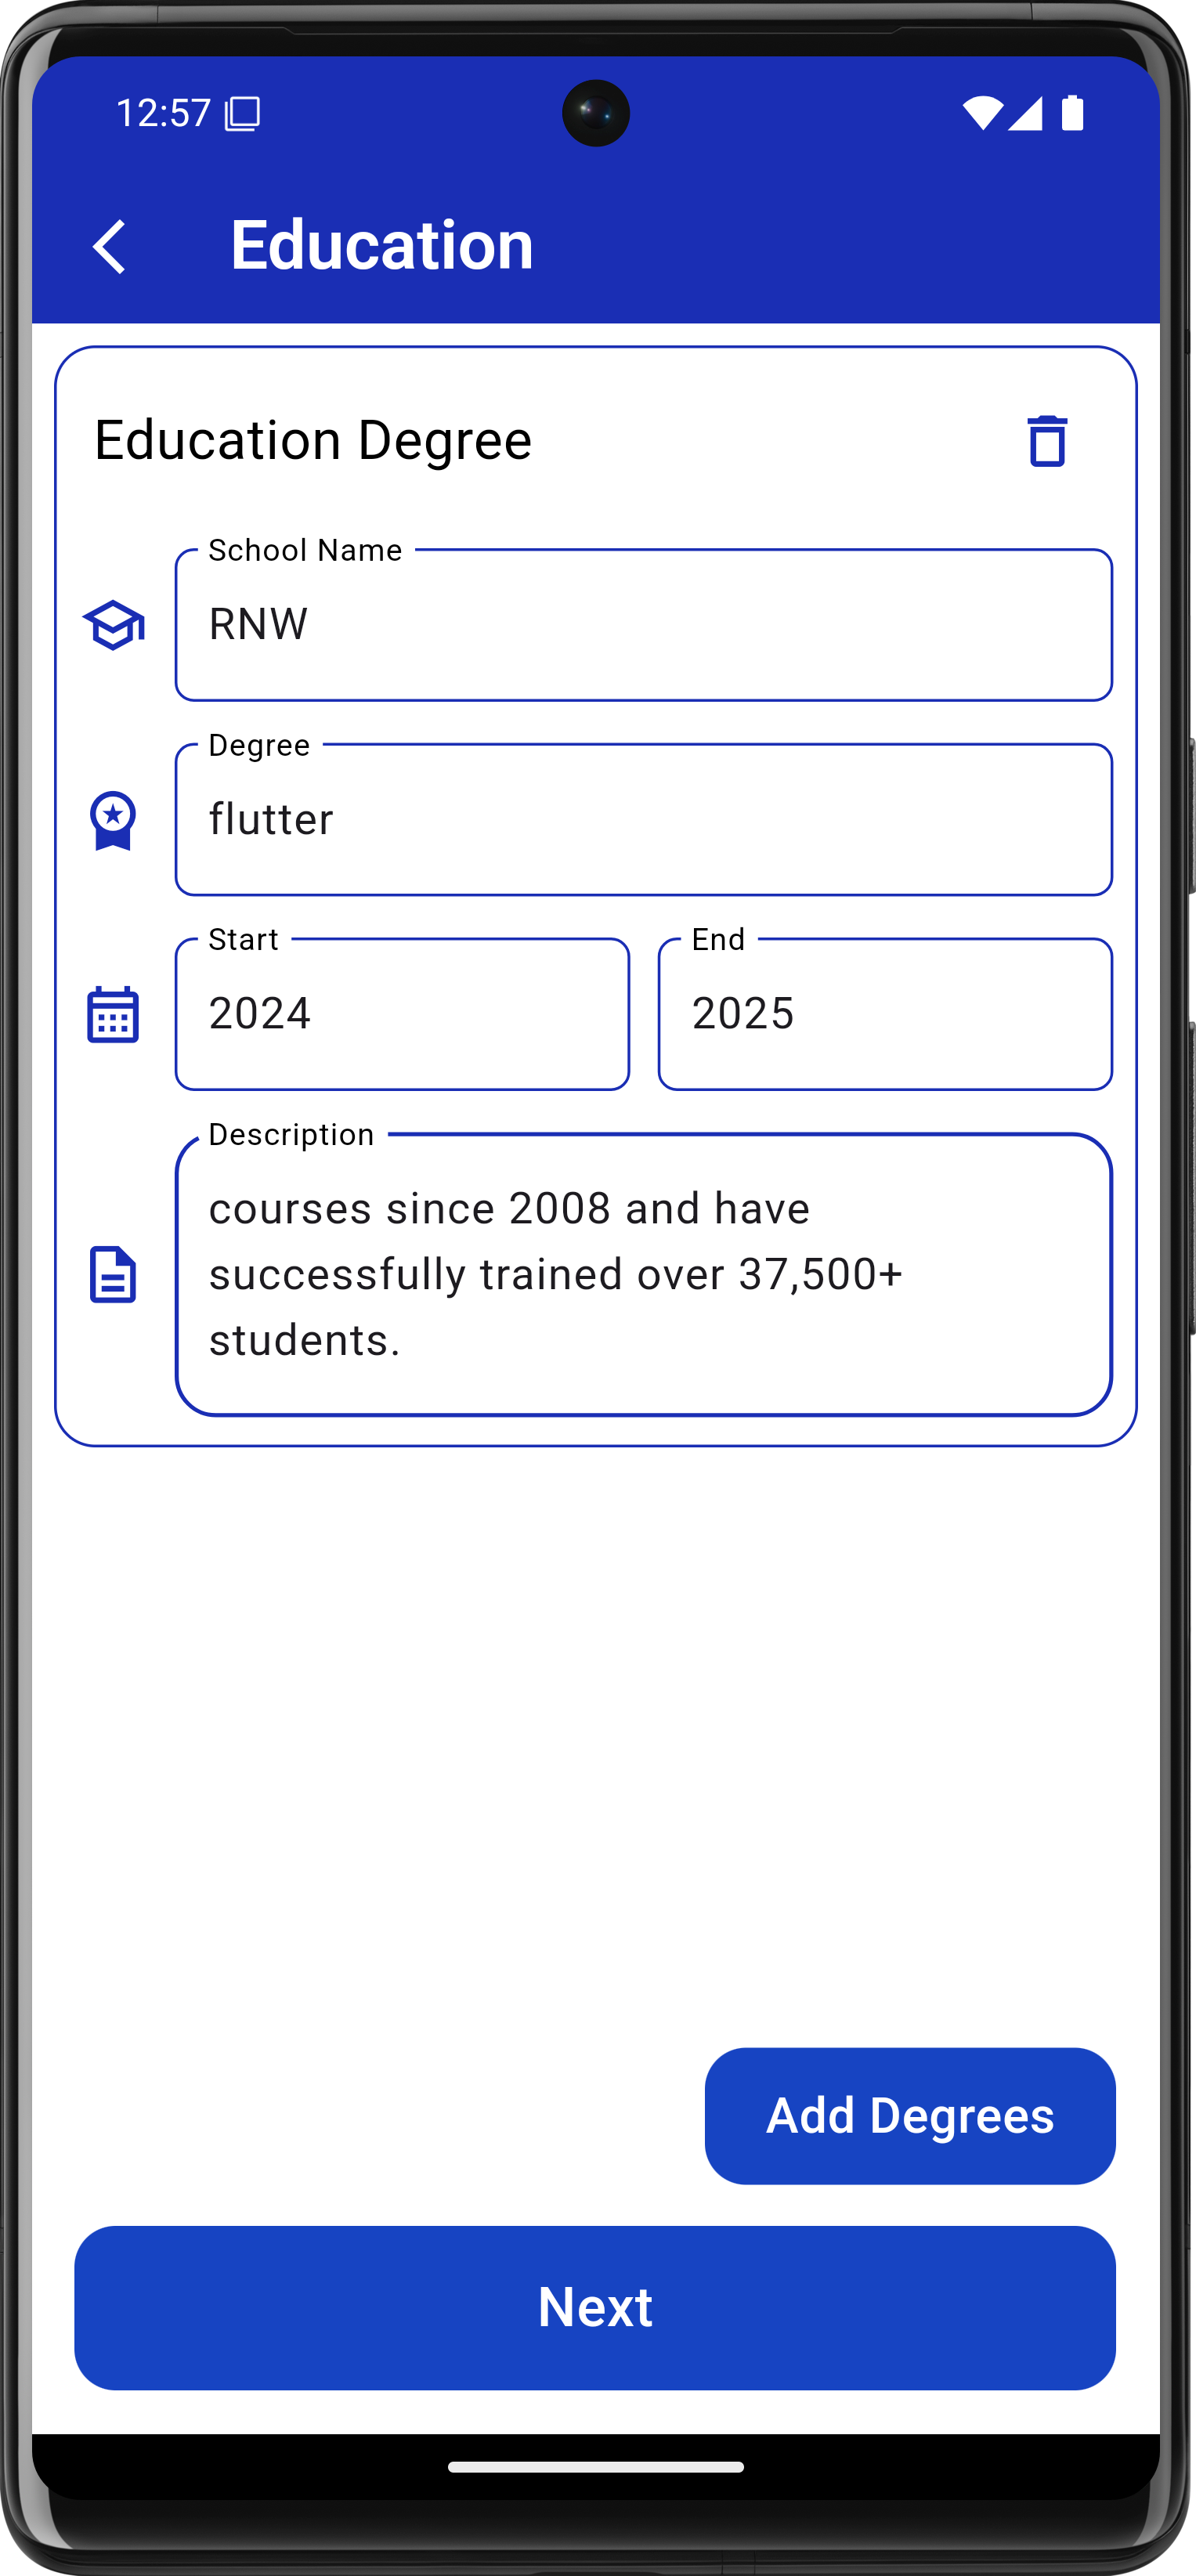 12:57
Education
Education Degree
School Name
RNW
Degree
flutter
Start
End
2024
2025
Description
courses since 2008 and have
successfully trained over 37,500+
students.
Add Degrees
Next